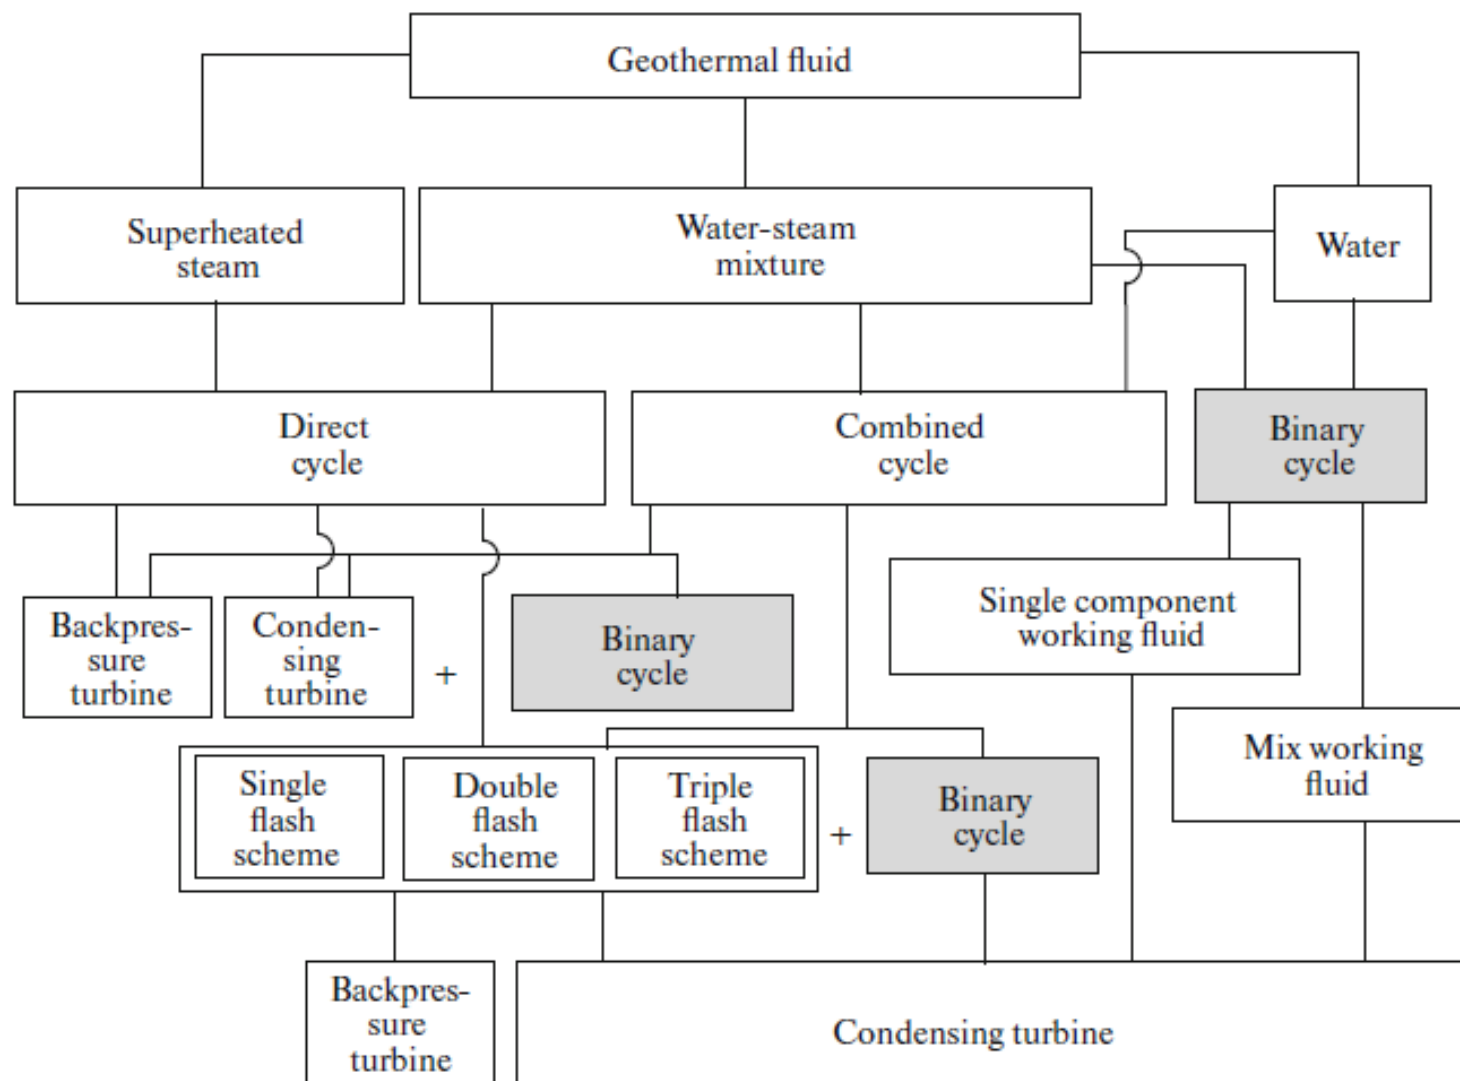 Geothermal fluid
Superheated
steam
Water-steam
mixture
Water
Direct
cycle
Combined
cycle
Binary
cycle
Backpres-
sure
turbine
Conden-
sing
turbine
+
Binary
cycle
Single component
working fluid
Mix working
fluid
Single
flash
scheme
Double
flash
scheme
Triple
flash
scheme
+
Binary
cycle
Backpres-
sure
turbine
Condensing turbine